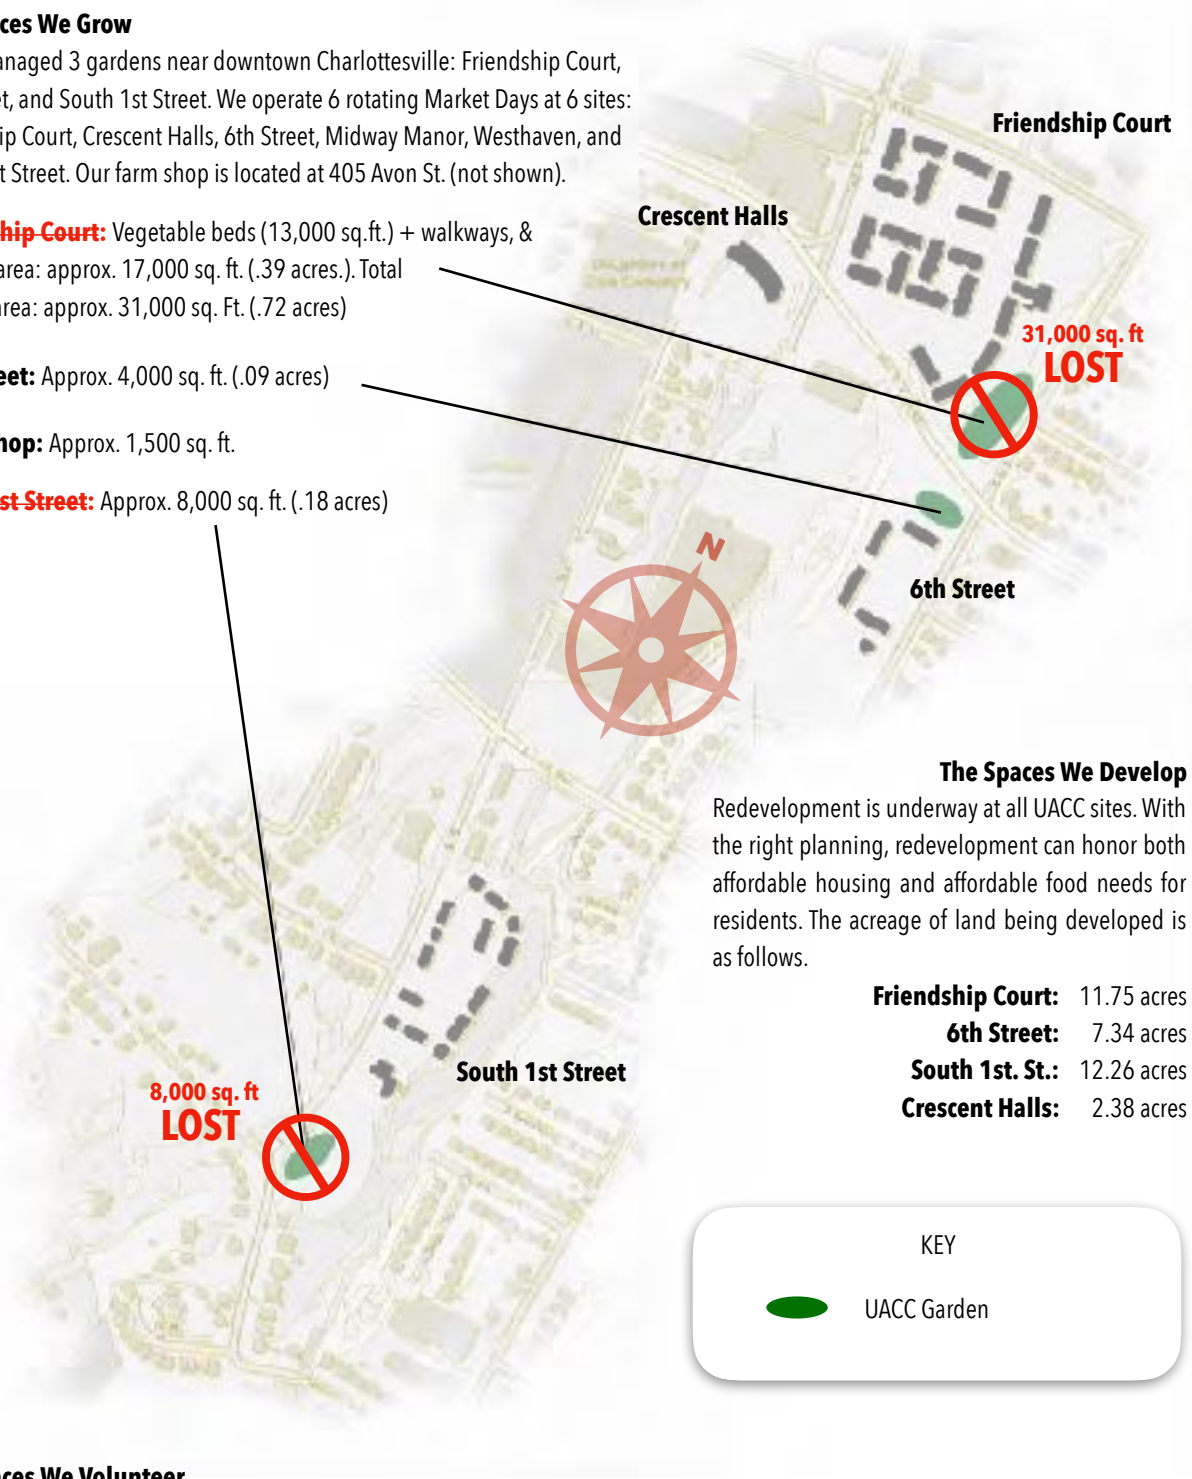 ces We Grow
anaged 3 gardens near downtown Charlottesville: Friendship Court,
et, and South 1st Street. We operate 6 rotating Market Days at 6 sites:
ip Court, Crescent Halls, 6th Street, Midway Manor, Westhaven, and
t Street. Our farm shop is located at 405 Avon St. (not shown).
Friendship Court
Crescent Halls
hip Court: Vegetable beds (13,000 sq.ft.) + walkways, &
area: approx. 17,000 sq. ft. (.39 acres.). Total
area: approx. 31,000 sq. Ft. (.72 acres)
31,000 sq. ft
LOST
eet: Approx. 4,000 sq. ft. (.09 acres)
hop: Approx. 1,500 sq. ft.
st Street: Approx. 8,000 sq. ft. (.18 acres)
N
6th Street
The Spaces We Develop
Redevelopment is underway at all UACC sites. With
the right planning, redevelopment can honor both
affordable housing and affordable food needs for
residents. The acreage of land being developed is
as follows.
Friendship Court: 11.75 acres
6th Street: 7.34 acres
South 1st. St.: 12.26 acres
Crescent Halls: 2.38 acres
South 1st Street
8,000 sq. ft
LOST
KEY
UACC Garden
aces We Volunteer